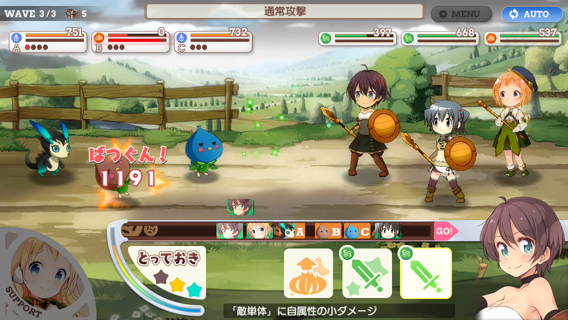 WAVE 3/3 5
通常攻撃
MENU
AUTO
751
0
732
397
668
537
A
B
C
ばつぐん!
1191
A B C GO!
とっておき
SUPPORT
「敵単体」に自属性の小ダメージ